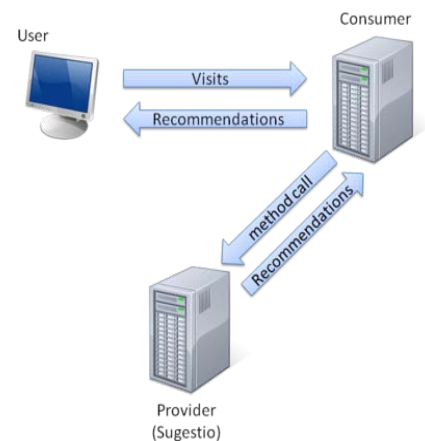 Consumer
User
Visits
Recommendations
method call
Recommendations
Provider
(Sugestio)